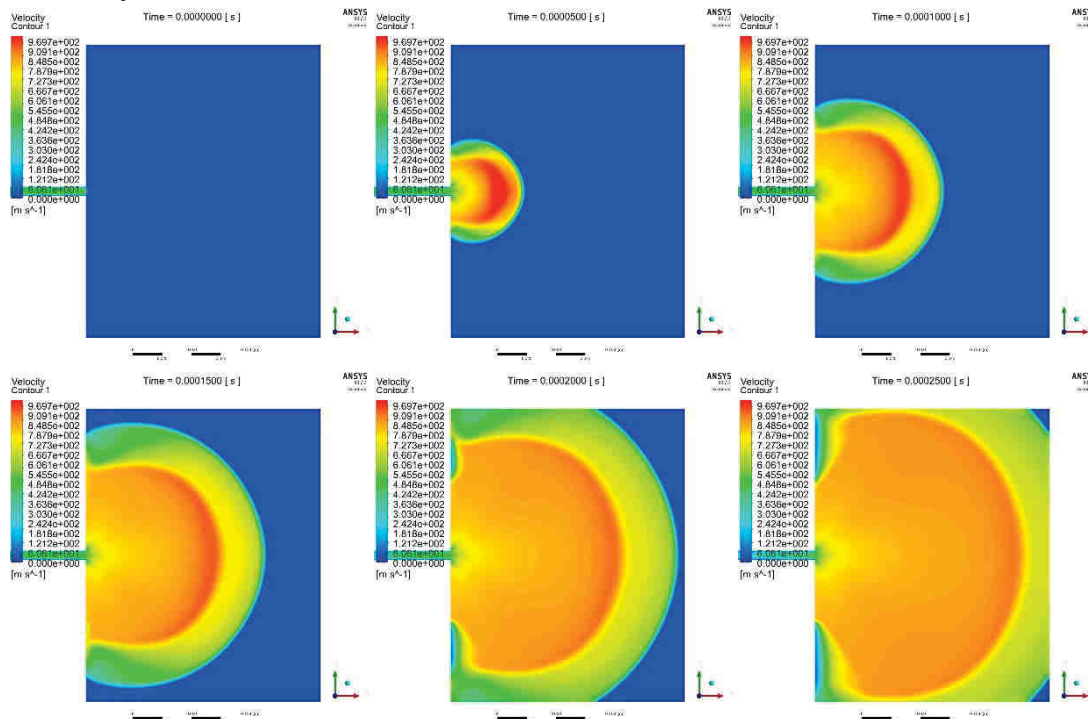 Velocity
Contour 1
Time = 0.0000000 [ s ]
ANSYS
9.697e+002
9.091e+002
8.485e+002
7.879e+002
7.273e+002
6.667e+002
6.061e+002
5.455e+002
4.848e+002
4.242e+002
3.636e+002
3.030e+002
2.424e+002
1.818e+002
1.212e+002
6.061e+001
0.000e+000
[m s^-1]
Velocity
Contour 1
Time = 0.0000500 [ s ]
ANSYS
9.697e+002
9.091e+002
8.485e+002
7.879e+002
7.273e+002
6.667e+002
6.061e+002
5.455e+002
4.848e+002
4.242e+002
3.636e+002
3.030e+002
2.424e+002
1.818e+002
1.212e+002
6.061e+001
0.000e+000
[m s^-1]
Velocity
Contour 1
Time = 0.0001000 [ s ]
ANSYS
9.697e+002
9.091e+002
8.485e+002
7.879e+002
7.273e+002
6.667e+002
6.061e+002
5.455e+002
4.848e+002
4.242e+002
3.636e+002
3.030e+002
2.424e+002
1.818e+002
1.212e+002
6.061e+001
0.000e+000
[m s^-1]
Velocity
Contour 1
Time = 0.0001500 [ s ]
ANSYS
9.697e+002
9.091e+002
8.485e+002
7.879e+002
7.273e+002
6.667e+002
6.061e+002
5.455e+002
4.848e+002
4.242e+002
3.636e+002
3.030e+002
2.424e+002
1.818e+002
1.212e+002
6.061e+001
0.000e+000
[m s^-1]
Velocity
Contour 1
Time = 0.0002000 [ s ]
ANSYS
9.697e+002
9.091e+002
8.485e+002
7.879e+002
7.273e+002
6.667e+002
6.061e+002
5.455e+002
4.848e+002
4.242e+002
3.636e+002
3.030e+002
2.424e+002
1.818e+002
1.212e+002
6.061e+001
0.000e+000
[m s^-1]
Velocity
Contour 1
Time = 0.0002500 [ s ]
ANSYS
9.697e+002
9.091e+002
8.485e+002
7.879e+002
7.273e+002
6.667e+002
6.061e+002
5.455e+002
4.848e+002
4.242e+002
3.636e+002
3.030e+002
2.424e+002
1.818e+002
1.212e+002
6.061e+001
0.000e+000
[m s^-1]